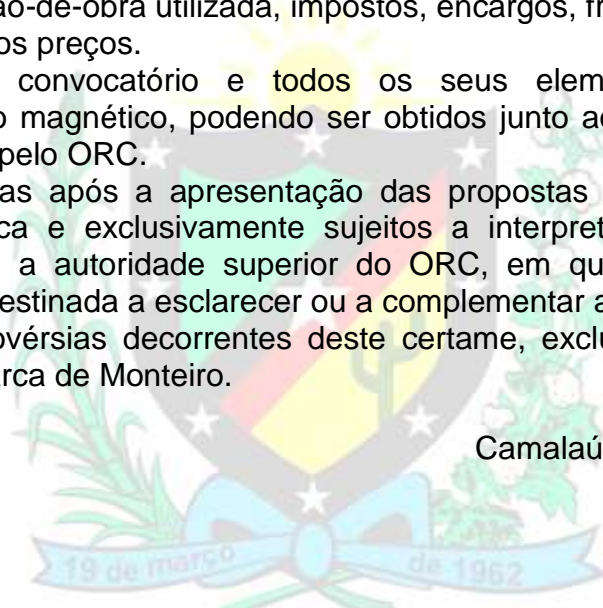 ão-de-obra utilizada, impostos, encargos, fr
os preços.
convocatório e todos os seus elem
o magnético, podendo ser obtidos junto ao
pelo ORC.
as após a apresentação das propostas
ca e exclusivamente sujeitos a interpret
a autoridade superior do ORC, em qu
estinada a esclarecer ou a complementar a
ovérsias decorrentes deste certame, exclu
arca de Monteiro.
Camalaú
19 de março de 1962